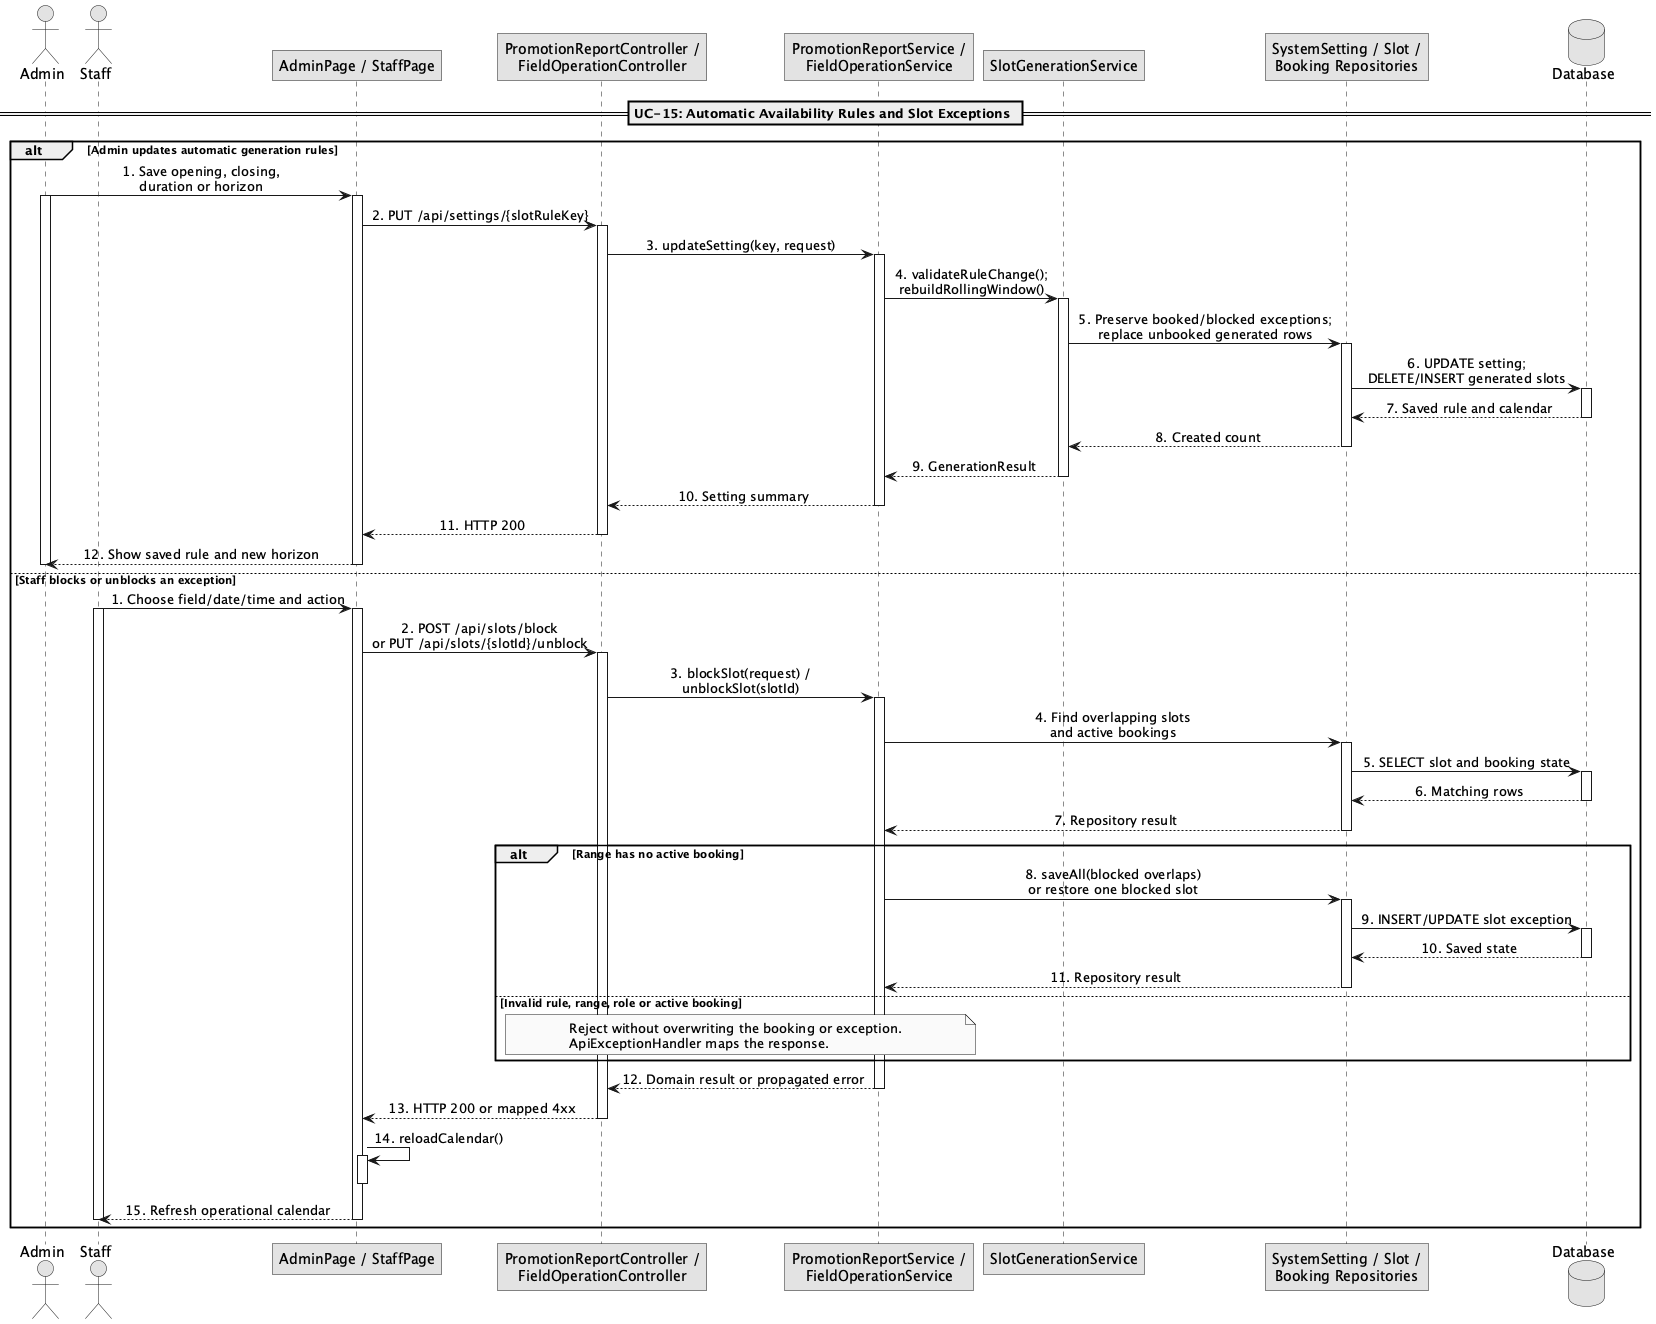 Admin
Staff
AdminPage / StaffPage
PromotionReportController /
FieldOperationController
PromotionReportService /
FieldOperationService
SlotGenerationService
SystemSetting / Slot /
Booking Repositories
Database
UC-15: Automatic Availability Rules and Slot Exceptions
alt
[Admin updates automatic generation rules]
1. Save opening, closing,
duration or horizon
2. PUT /api/settings/{slotRuleKey}
3. updateSetting(key, request)
4. validateRuleChange();
rebuildRollingWindow()
5. Preserve booked/blocked exceptions;
replace unbooked generated rows
6. UPDATE setting;
DELETE/INSERT generated slots
7. Saved rule and calendar
8. Created count
9. GenerationResult
10. Setting summary
11. HTTP 200
12. Show saved rule and new horizon
[Staff blocks or unblocks an exception]
1. Choose field/date/time and action
2. POST /api/slots/block
or PUT /api/slots/{slotId}/unblock
3. blockSlot(request) /
unblockSlot(slotId)
4. Find overlapping slots
and active bookings
5. SELECT slot and booking state
6. Matching rows
7. Repository result
alt
[Range has no active booking]
8. saveAll(blocked overlaps)
or restore one blocked slot
9. INSERT/UPDATE slot exception
10. Saved state
11. Repository result
[Invalid rule, range, role or active booking]
Reject without overwriting the booking or exception.
ApiExceptionHandler maps the response.
12. Domain result or propagated error
13. HTTP 200 or mapped 4xx
14. reloadCalendar()
15. Refresh operational calendar
Admin
Staff
AdminPage / StaffPage
PromotionReportController /
FieldOperationController
PromotionReportService /
FieldOperationService
SlotGenerationService
SystemSetting / Slot /
Booking Repositories
Database